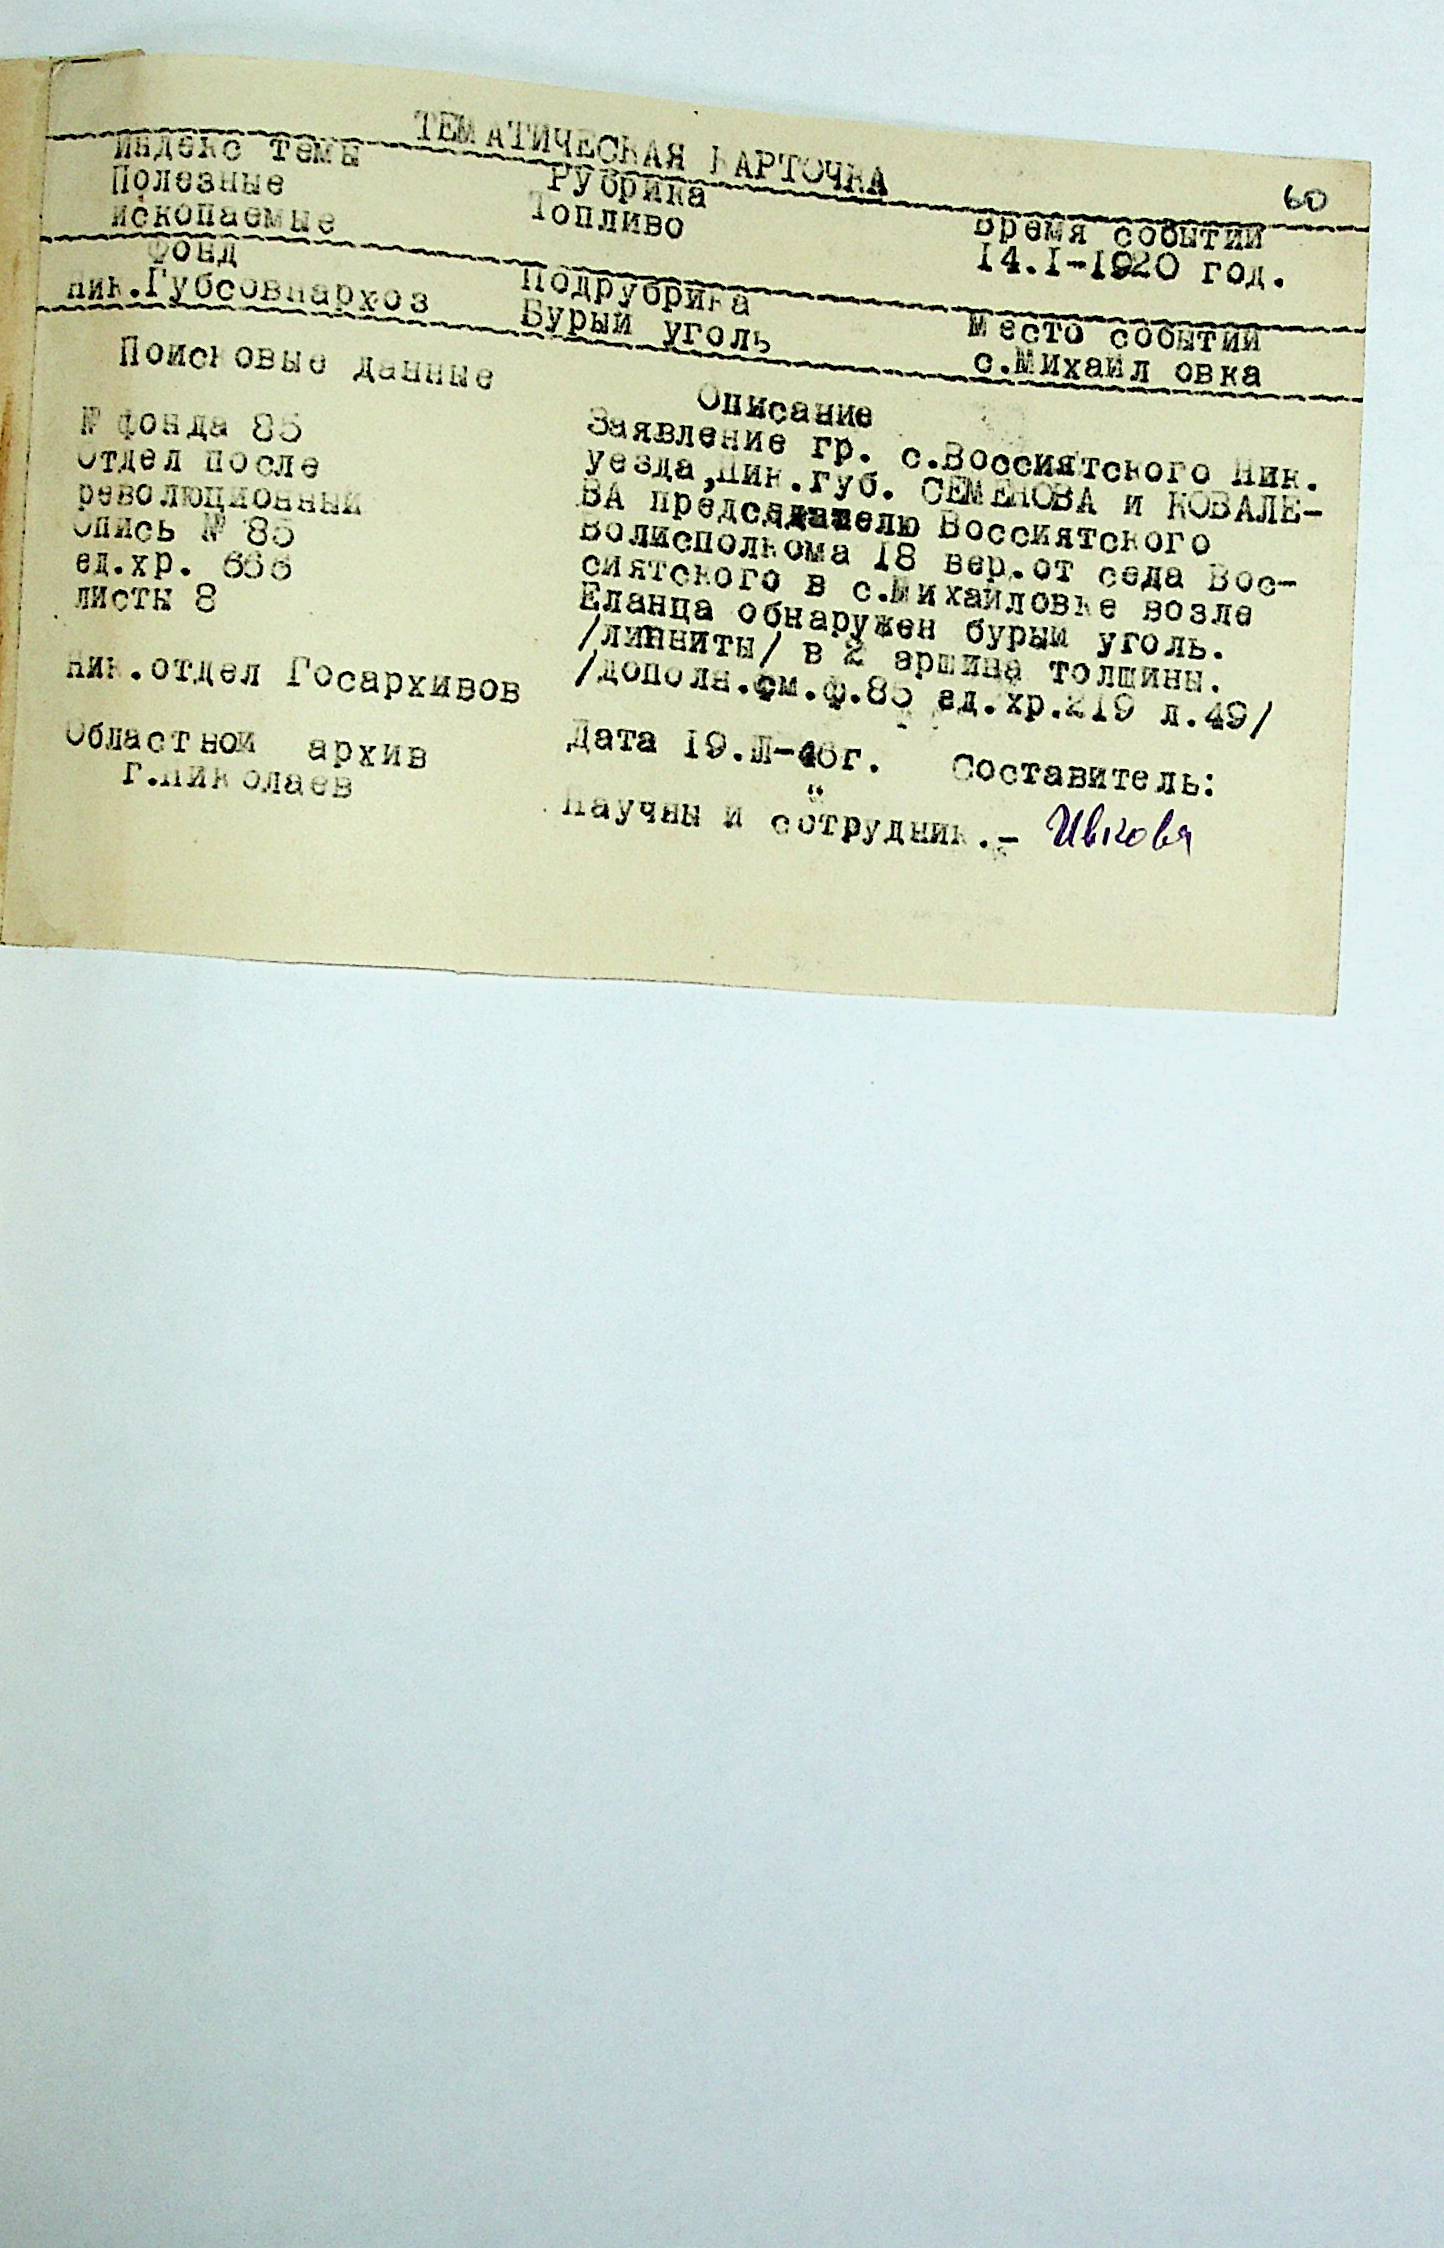 60
ТЕМАТИЧЕСКАЯ КАРТОЧКА
Индекс темы
Полезные
ископаемые
Рубрика
Топливо
Время событий
14.I-1920 год.
Фонд
Ник.Губсовнархоз
Подрубрика
Бурый уголь
Место событий
с.Михайловка
Поисковые данные
№ фонда 85
Отдел после
революционный
Опись № 85
ед.хр. 666
листы 8
Ник.отдел Госархивов
Областной архив
г.Николаев
Описание
Заявление гр. с.Воссиятского Ник.
уезда,Ник.губ. СЕМЕНОВА и КОВАЛЕ-
ВА председателю Воссиятского
Волисполкома 18 вер.от села Вос-
сиятского в с.Михайловке возле
Еланца обнаружен бурый уголь.
/линниты/ в 2 аршина толщины.
/дополн.см.ф.85 ед.хр.219 л.49/
Дата 19.III-46г. Составитель:
Научный сотрудник.- Ивкова